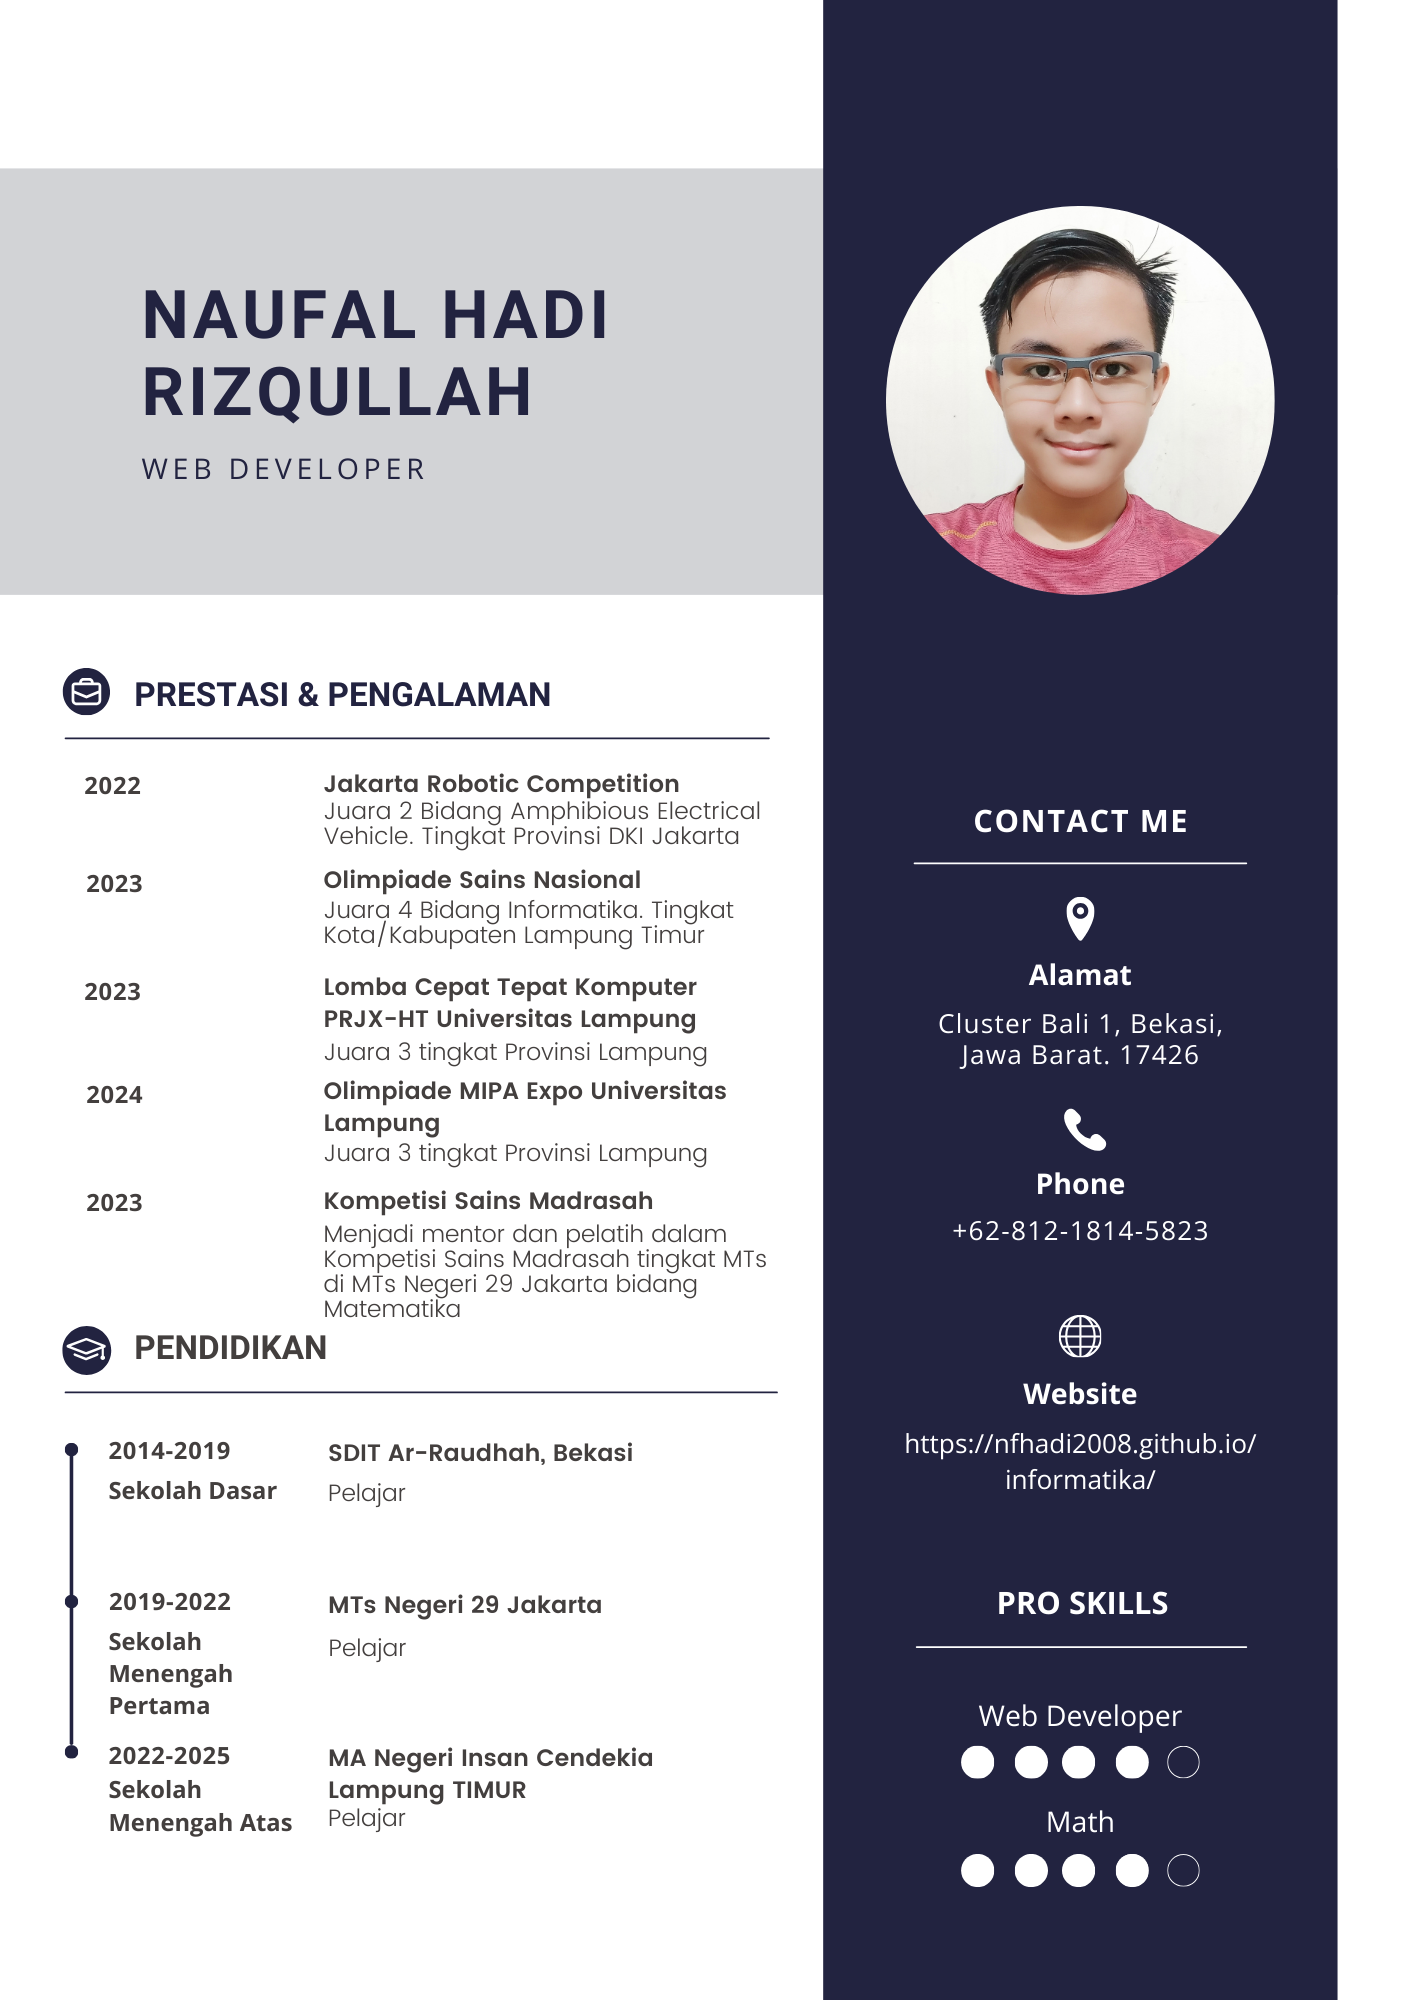 NAUFAL HADI
RIZQULLAH
WEB DEVELOPER
PRESTASI & PENGALAMAN
2022
Jakarta Robotic Competition
Juara 2 Bidang Amphibious Electrical
Vehicle. Tingkat Provinsi DKI Jakarta
2023
Olimpiade Sains Nasional
Juara 4 Bidang Informatika. Tingkat
Kota/Kabupaten Lampung Timur
2023
Lomba Cepat Tepat Komputer
PRJX-HT Universitas Lampung
Juara 3 tingkat Provinsi Lampung
2024
Olimpiade MIPA Expo Universitas
Lampung
Juara 3 tingkat Provinsi Lampung
2023
Kompetisi Sains Madrasah
Menjadi mentor dan pelatih dalam
Kompetisi Sains Madrasah tingkat MTs
di MTs Negeri 29 Jakarta bidang
Matematika
PENDIDIKAN
2014-2019
Sekolah Dasar
SDIT Ar-Raudhah, Bekasi
Pelajar
2019-2022
Sekolah
Menengah
Pertama
MTs Negeri 29 Jakarta
Pelajar
2022-2025
Sekolah
Menengah Atas
MA Negeri Insan Cendekia
Lampung TIMUR
Pelajar
CONTACT ME
Alamat
Cluster Bali 1, Bekasi,
Jawa Barat. 17426
Phone
+62-812-1814-5823
Website
https://nfhadi2008.github.io/
informatika/
PRO SKILLS
Web Developer
Math